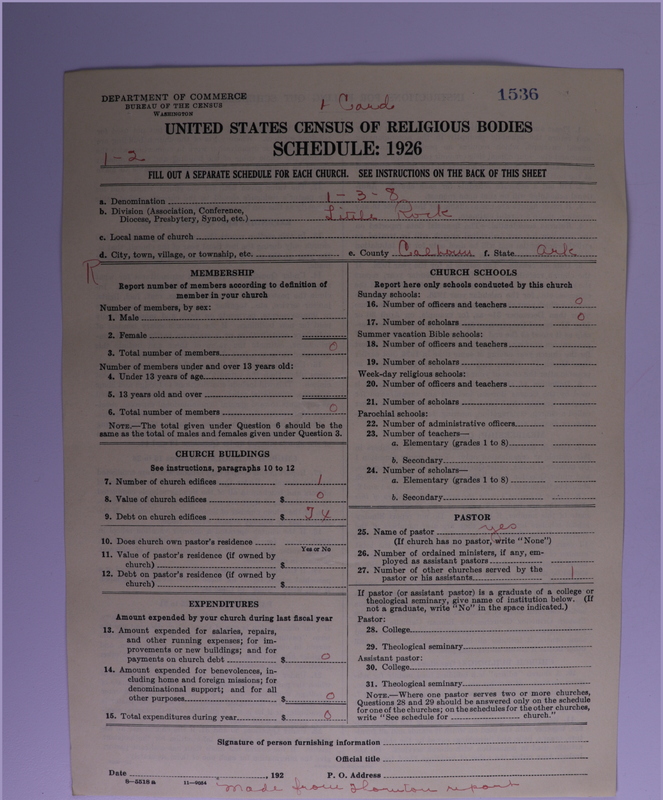 DEPARTMENT OF COMMERCE
BUREAU OF THE CENSUS
WASHINGTON
1 Card
1536
UNITED STATES CENSUS OF RELIGIOUS BODIES
1-2
SCHEDULE: 1926
FILL OUT A SEPARATE SCHEDULE FOR EACH CHURCH. SEE INSTRUCTIONS ON THE BACK OF THIS SHEET
a. Denomination 1-3-8
b. Division (Association, Conference, Diocese, Presbytery, Synod, etc.) Little Rock
c. Local name of church
d. City, town, village, or township, etc. e. County Calhoun f. State Ark
R
MEMBERSHIP
Report number of members according to definition of
member in your church
Number of members, by sex:
1. Male
2. Female
3. Total number of members 0
Number of members under and over 13 years old:
4. Under 13 years of age
5. 13 years old and over
6. Total number of members 0
NOTE.—The total given under Question 6 should be the
same as the total of males and females given under Question 3.
CHURCH BUILDINGS
See instructions, paragraphs 10 to 12
7. Number of church edifices 1
8. Value of church edifices $ 0
9. Debt on church edifices $
10. Does church own pastor's residence
Yes or No
11. Value of pastor's residence (if owned by
church) $
12. Debt on pastor's residence (if owned by
church) $
EXPENDITURES
Amount expended by your church during last fiscal year
13. Amount expended for salaries, repairs,
and other running expenses; for im-
provements or new buildings; and for
payments on church debt $ 0
14. Amount expended for benevolences, in-
cluding home and foreign missions; for
denominational support; and for all
other purposes $ 0
15. Total expenditures during year $ 0
CHURCH SCHOOLS
Report here only schools conducted by this church
Sunday schools:
16. Number of officers and teachers 0
17. Number of scholars 0
Summer vacation Bible schools:
18. Number of officers and teachers
19. Number of scholars
Week-day religious schools:
20. Number of officers and teachers
21. Number of scholars
Parochial schools:
22. Number of administrative officers
23. Number of teachers—
a. Elementary (grades 1 to 8)
b. Secondary
24. Number of scholars—
a. Elementary (grades 1 to 8)
b. Secondary
PASTOR
25. Name of pastor yes
(If church has no pastor, write "None")
26. Number of ordained ministers, if any, em-
ployed as assistant pastors
27. Number of other churches served by the
pastor or his assistants 1
If pastor (or assistant pastor) is a graduate of a college or
theological seminary, give name of institution below. (If
not a graduate, write "No" in the space indicated.)
Pastor:
28. College
29. Theological seminary
Assistant pastor:
30. College
31. Theological seminary
NOTE.—Where one pastor serves two or more churches,
Questions 28 and 29 should be answered only on the schedule
for one of the churches; on the schedules for the other churches,
write "See schedule for church."
Signature of person furnishing information
Official title
Date , 192 P. O. Address
8—5518a 11—9054
made from Thornton report